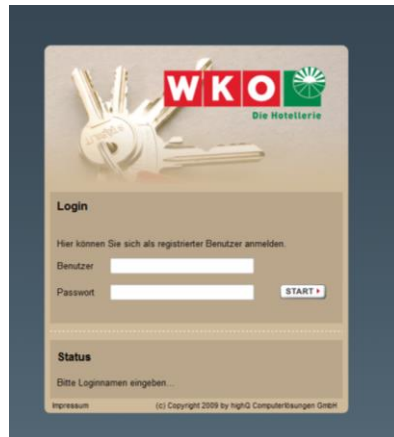 WKO
Die Hotellerie
Login
Hier können Sie sich als registrierter Benutzer anmelden.
Benutzer
Passwort
START
Status
Bitte Loginnamen eingeben...
Impressum (c) Copyright 2009 by highQ Computerlösungen GmbH